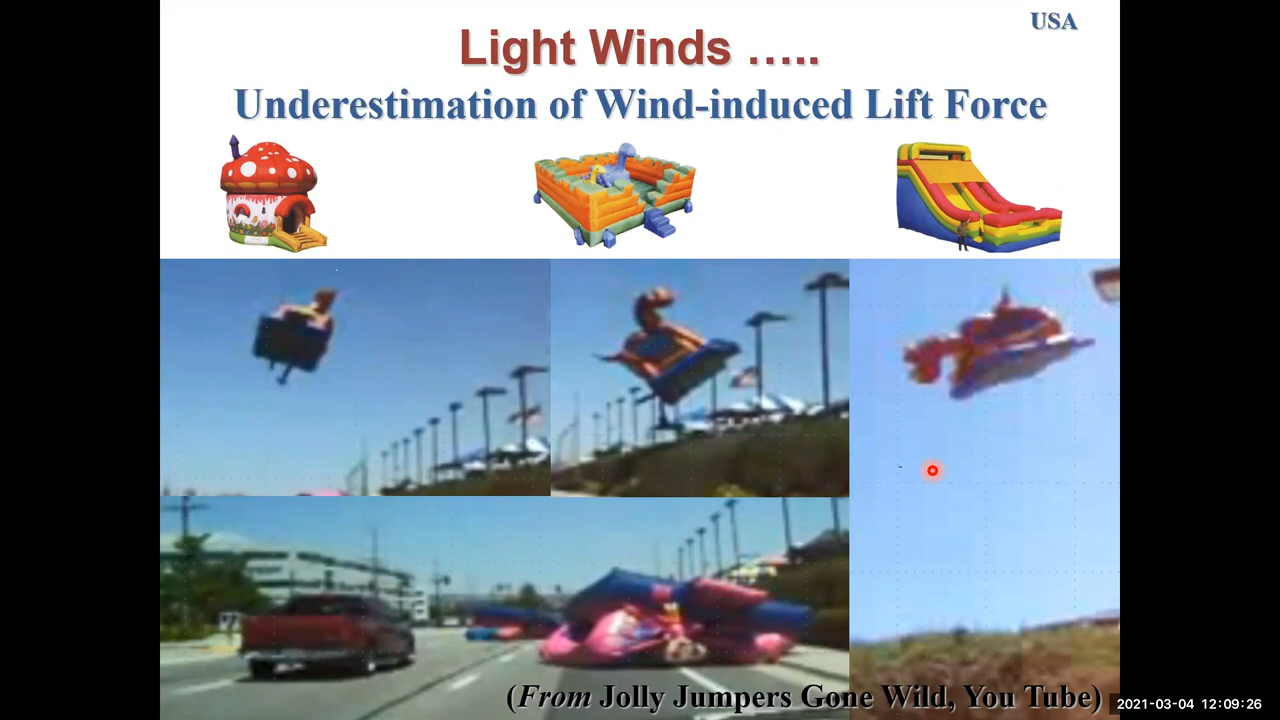 USA
Light Winds …..
Underestimation of Wind-induced Lift Force
(From Jolly Jumpers Gone Wild, You Tube)
2021-03-04 12:09:26